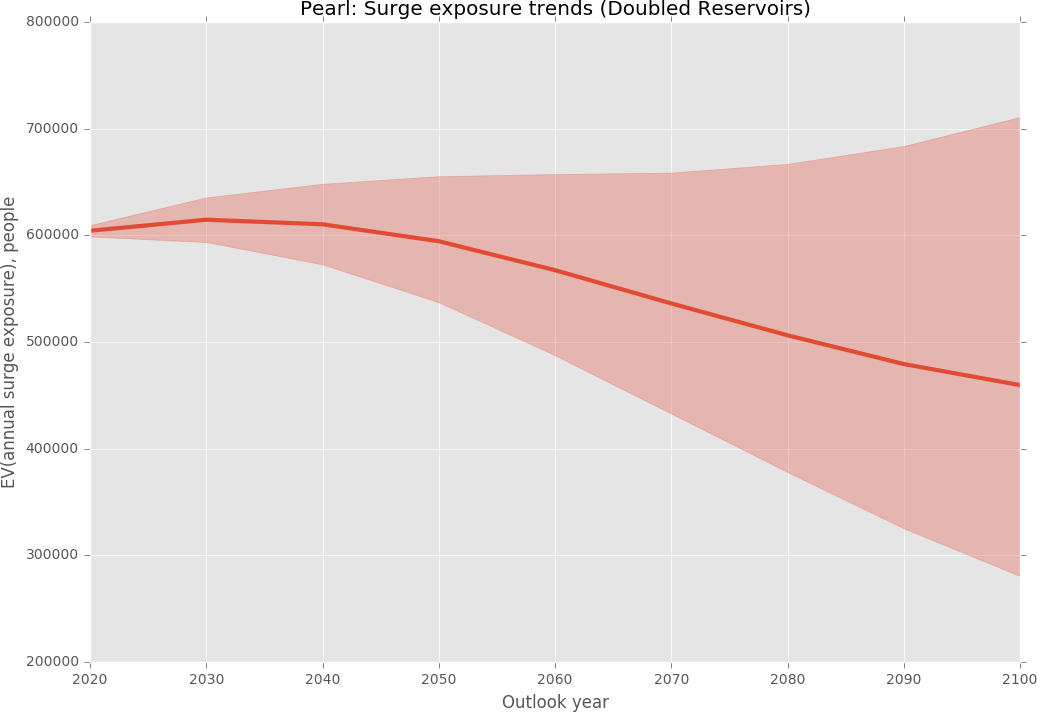 Pearl: Surge exposure trends (Doubled Reservoirs)
EV(annual surge exposure), people
800000
700000
600000
500000
400000
300000
200000
2020 2030 2040 2050 2060 2070 2080 2090 2100
Outlook year